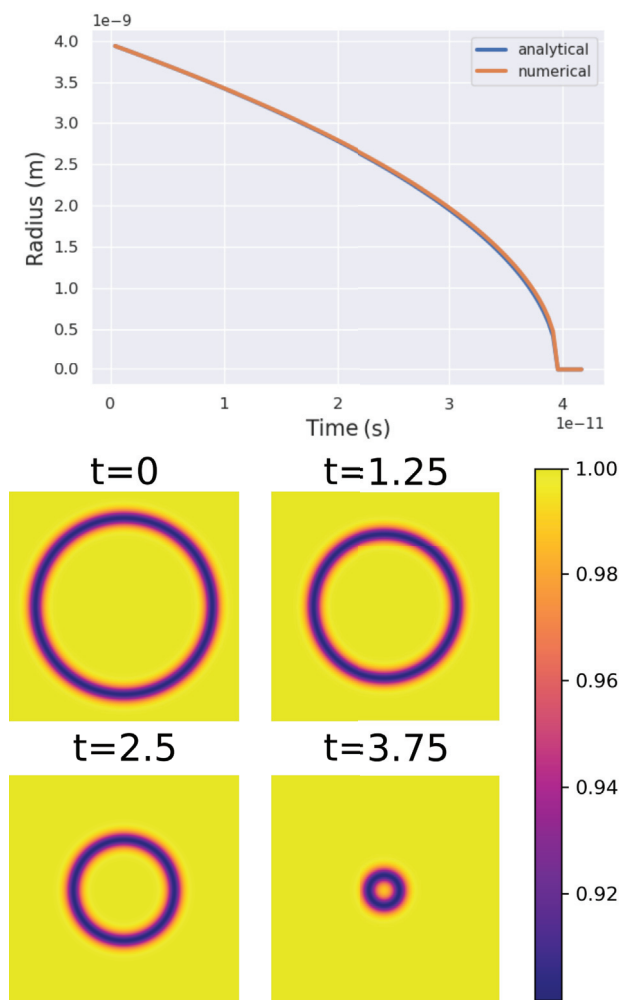 1e−9
4.0
3.5
3.0
2.5
2.0
1.5
1.0
0.5
0.0
Radius (m)
analytical
numerical
0 1 2 3 4
Time (s)
1e−11
t=0 t=1.25
t=2.5 t=3.75
1.00
0.98
0.96
0.94
0.92